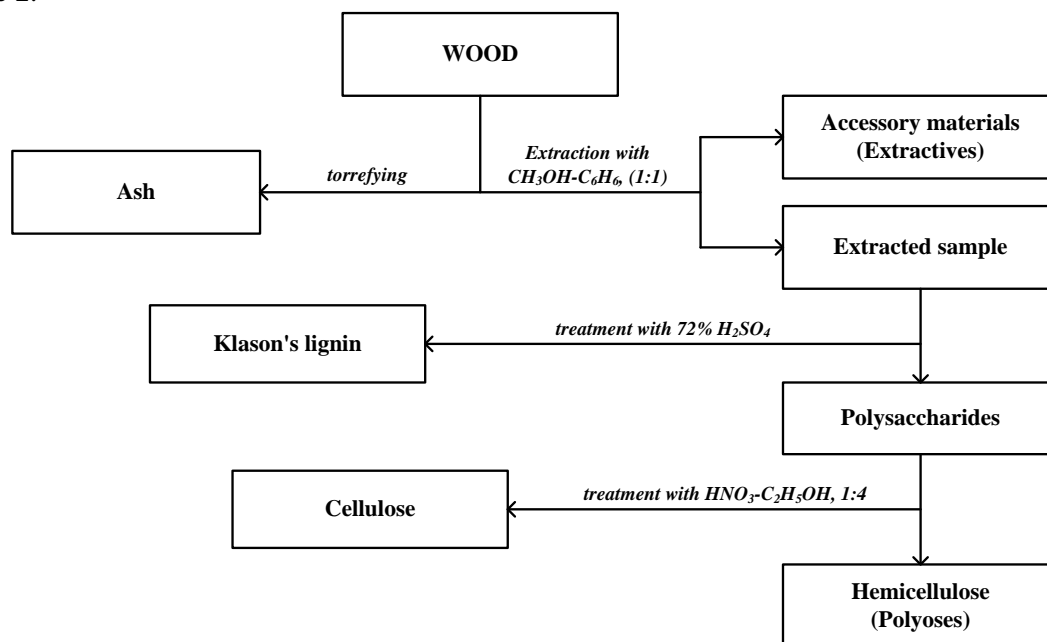 WOOD
Accessory materials
(Extractives)
Extraction with
CH₃OH-C₆H₆, (1:1)
torrefying
Ash
Extracted sample
treatment with 72% H₂SO₄
Klason's lignin
Polysaccharides
treatment with HNO₃-C₂H₅OH, 1:4
Cellulose
Hemicellulose
(Polyoses)